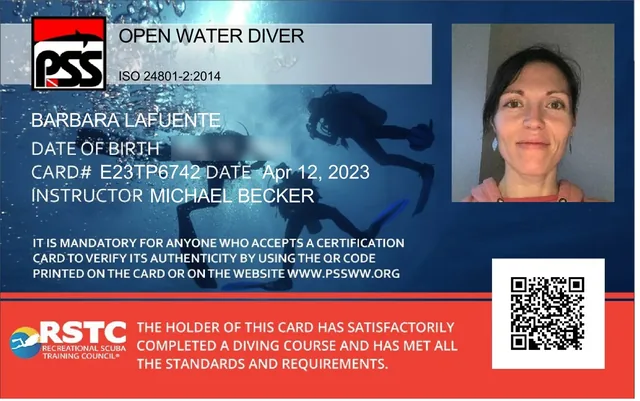 PSS
OPEN WATER DIVER
ISO 24801-2:2014
BARBARA LAFUENTE
DATE OF BIRTH
CARD# E23TP6742 DATE Apr 12, 2023
INSTRUCTOR MICHAEL BECKER
IT IS MANDATORY FOR ANYONE WHO ACCEPTS A CERTIFICATION
CARD TO VERIFY ITS AUTHENTICITY BY USING THE QR CODE
PRINTED ON THE CARD OR ON THE WEBSITE WWW.PSSWW.ORG
RSTC
RECREATIONAL SCUBA
TRAINING COUNCIL®
THE HOLDER OF THIS CARD HAS SATISFACTORILY
COMPLETED A DIVING COURSE AND HAS MET ALL
THE STANDARDS AND REQUIREMENTS.